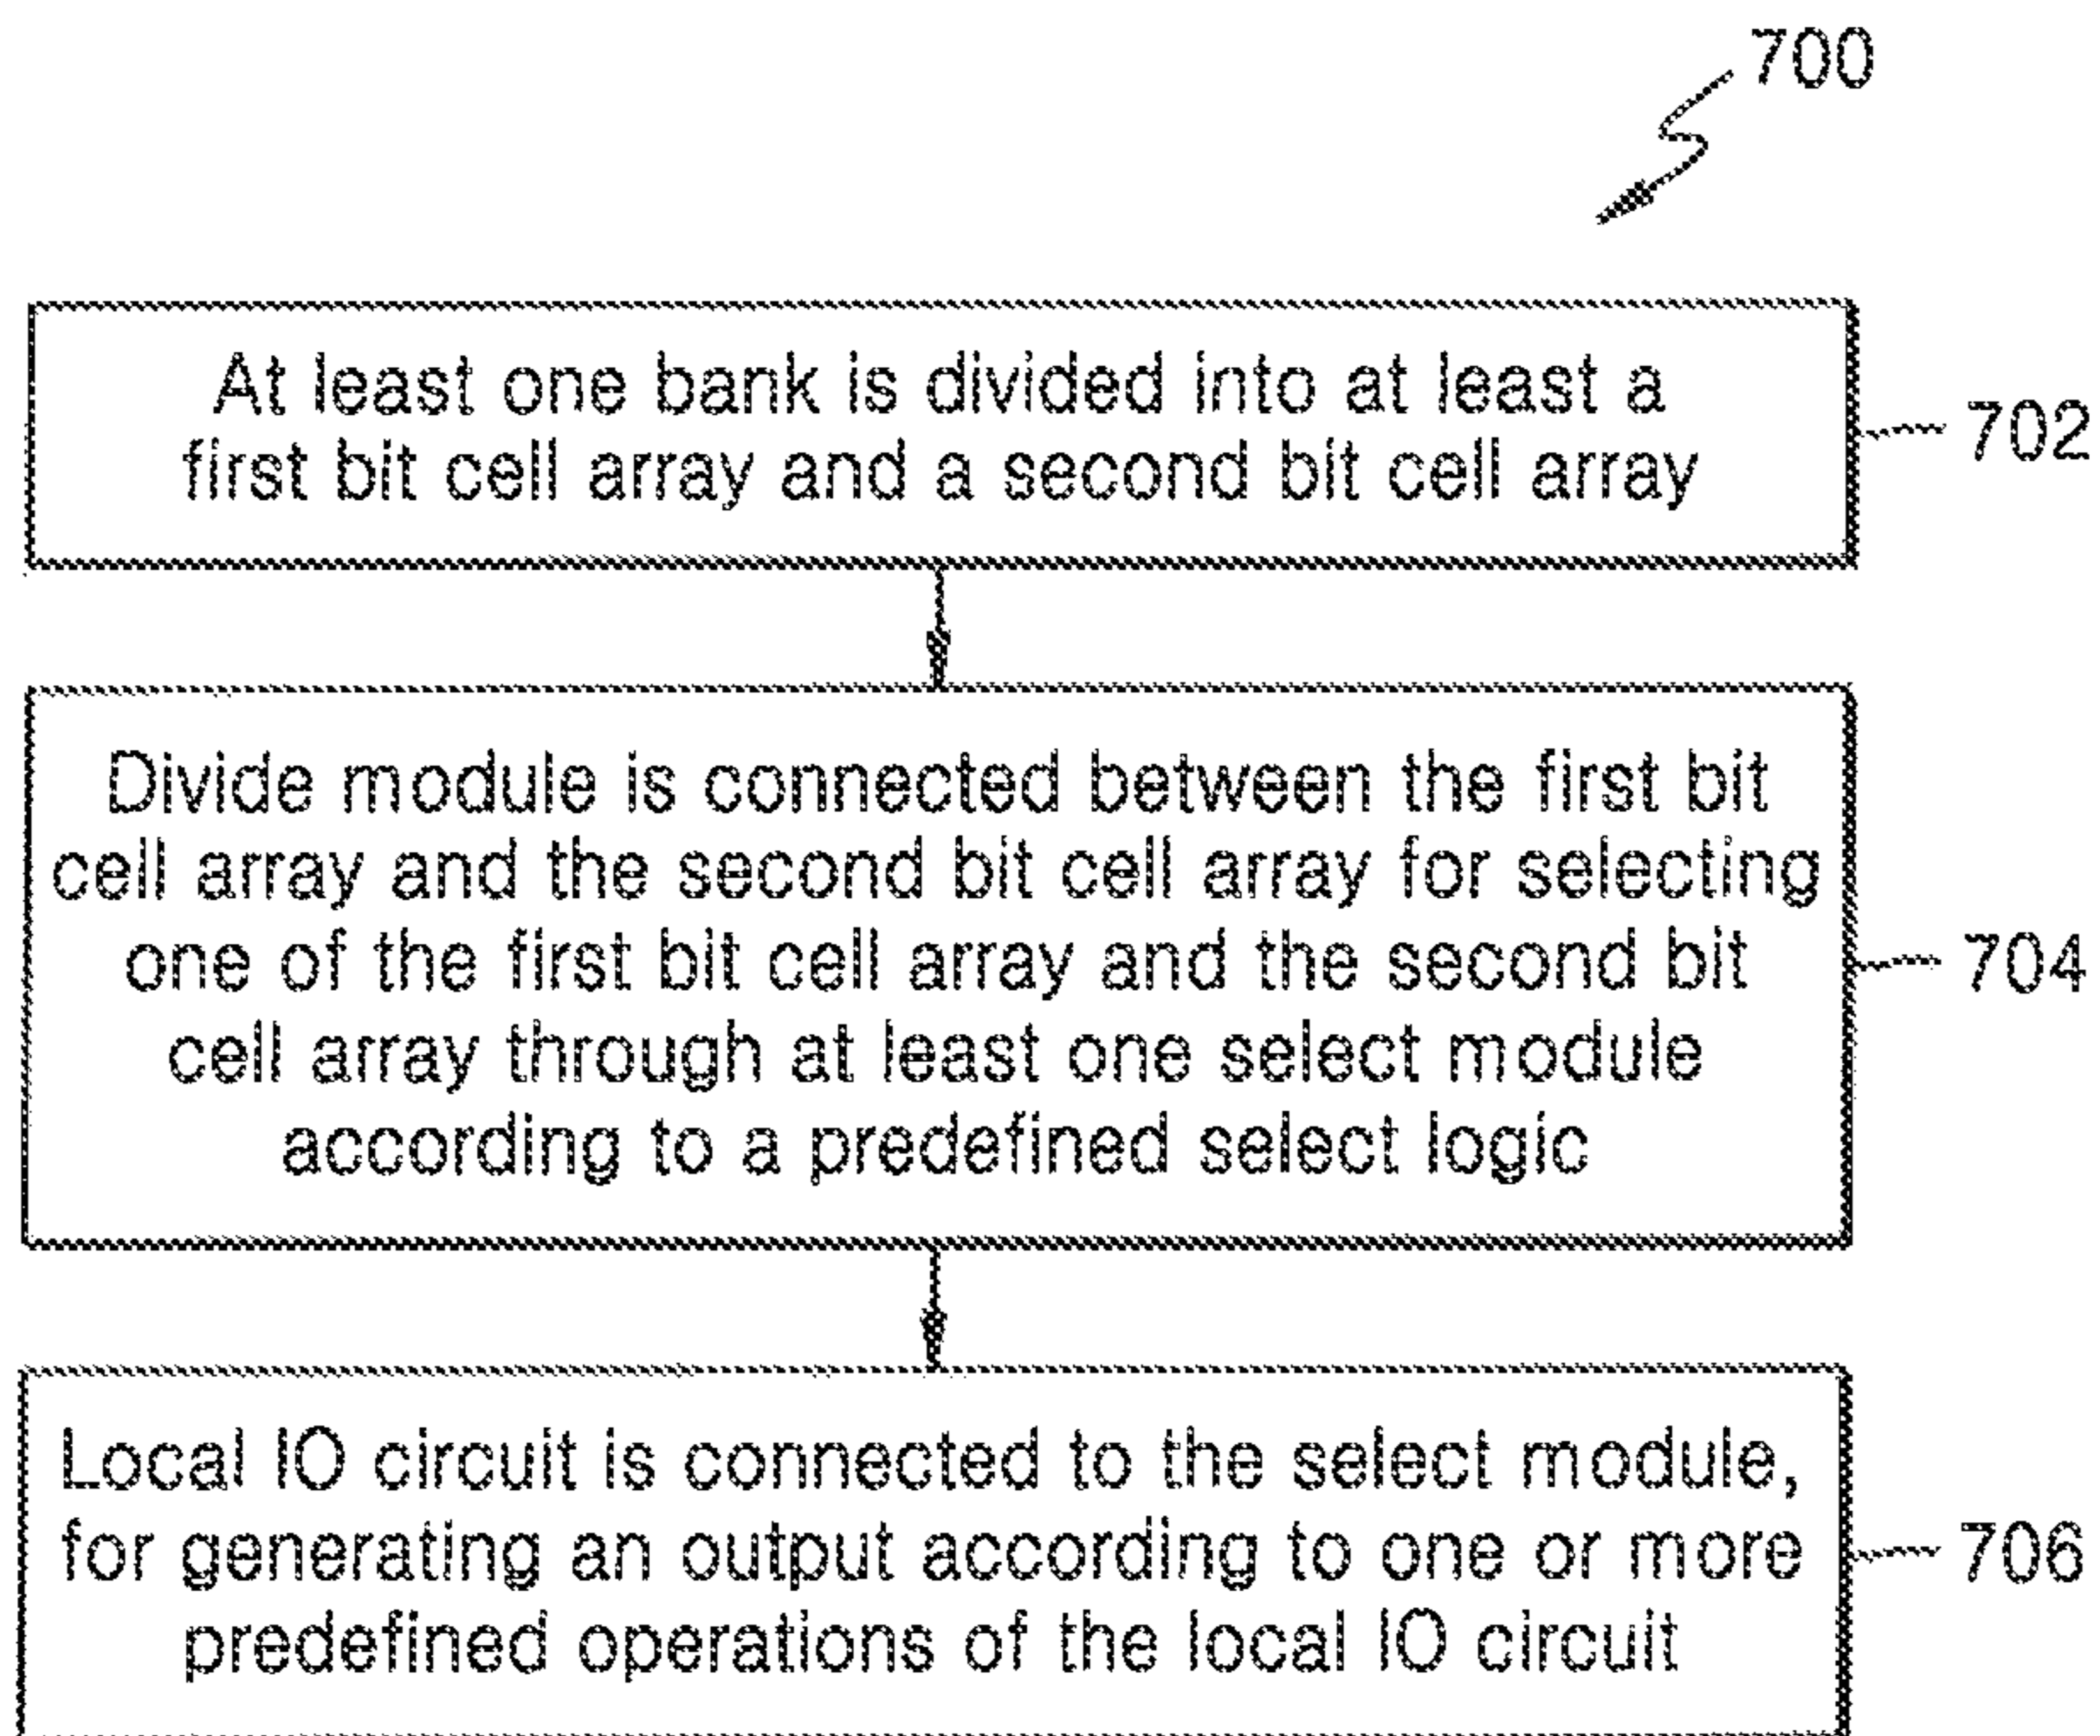 700
At least one bank is divided into at least a
first bit cell array and a second bit cell array
702
Divide module is connected between the first bit
cell array and the second bit cell array for selecting
one of the first bit cell array and the second bit
cell array through at least one select module
according to a predefined select logic
704
Local IO circuit is connected to the select module,
for generating an output according to one or more
predefined operations of the local IO circuit
706